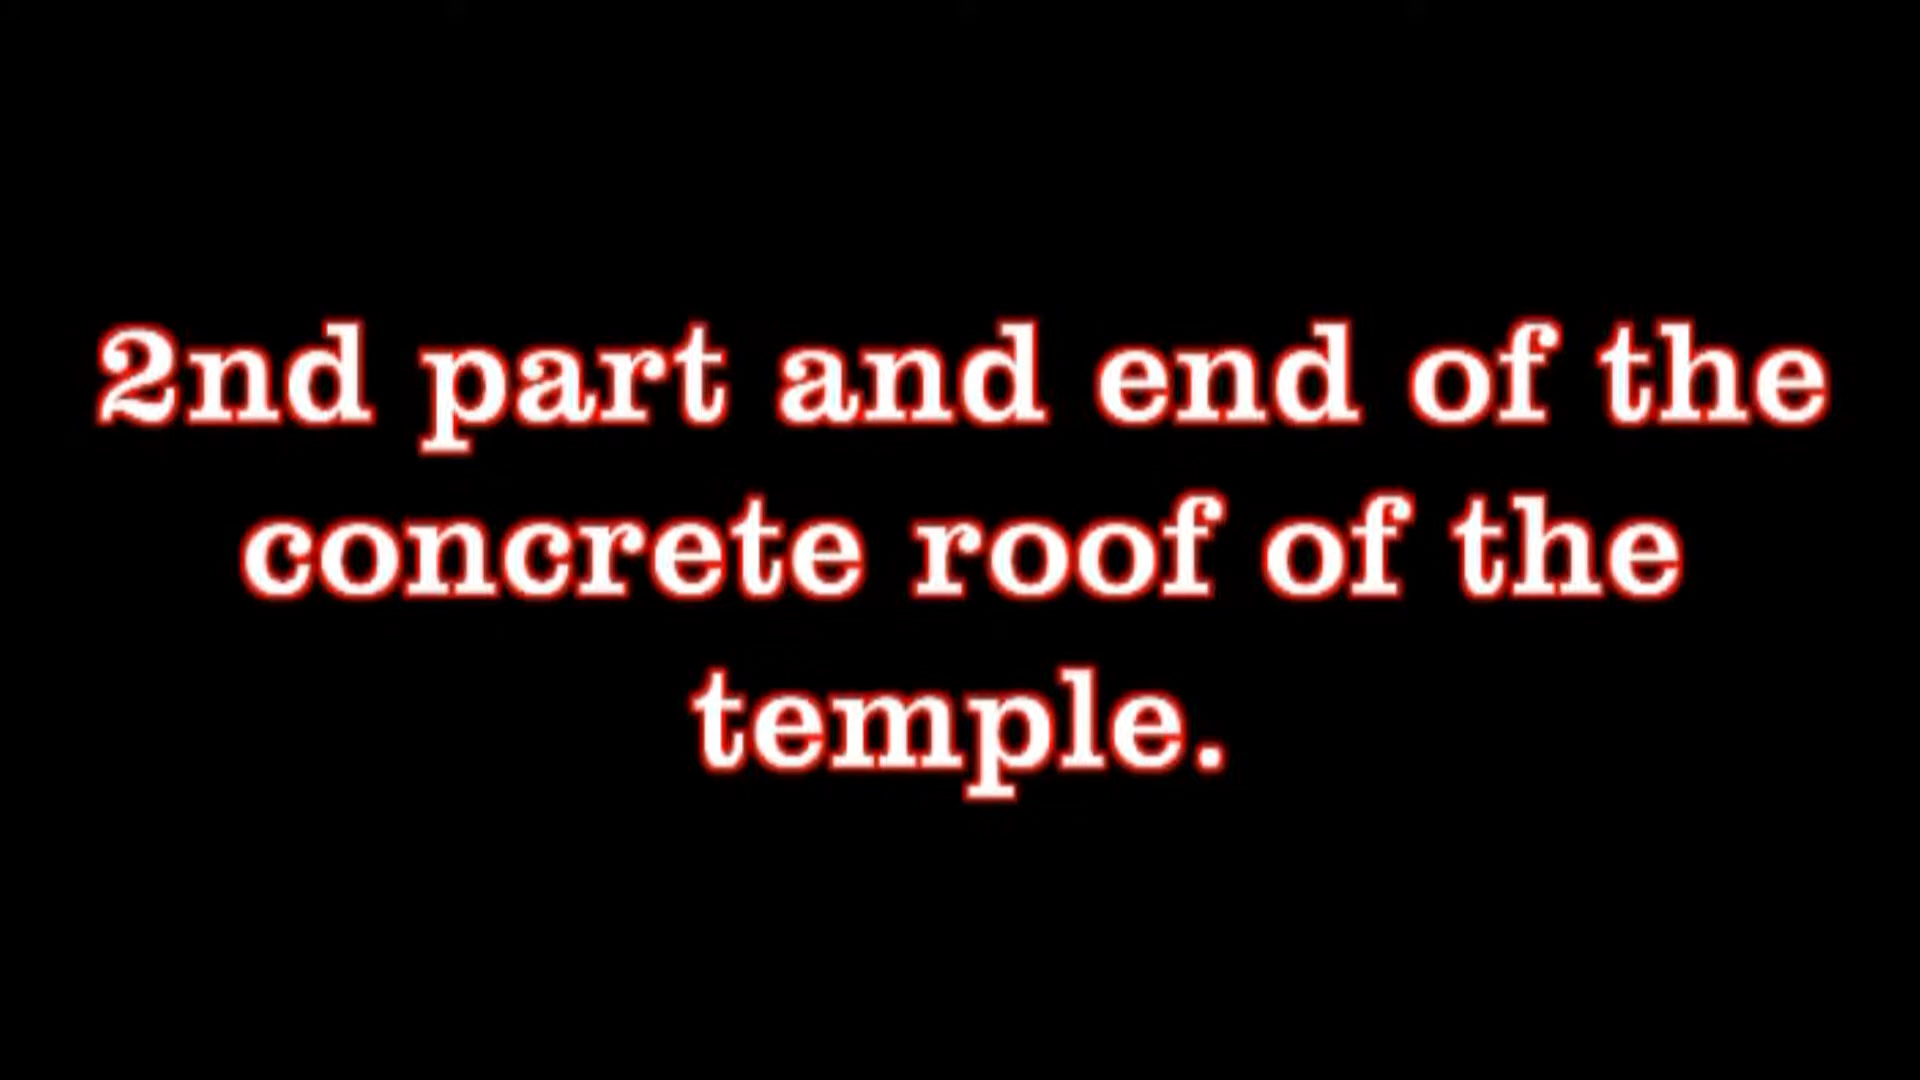 2nd part and end of the
concrete roof of the
temple.